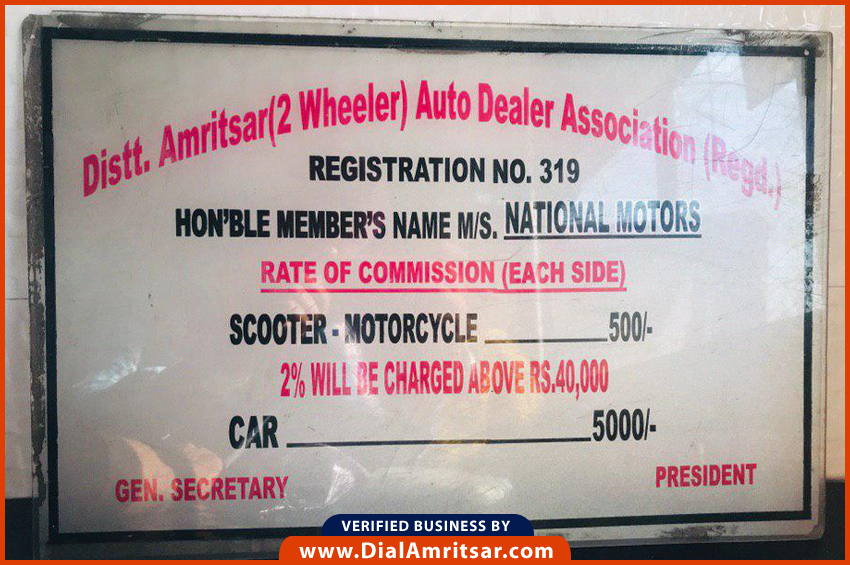 Distt. Amritsar(2 Wheeler) Auto Dealer Association (Regd.)
REGISTRATION NO. 319
HON'BLE MEMBER'S NAME M/S. NATIONAL MOTORS
RATE OF COMMISSION (EACH SIDE)
SCOOTER - MOTORCYCLE ____________500/-
2% WILL BE CHARGED ABOVE RS.40,000
CAR ______________________________5000/-
GEN. SECRETARY PRESIDENT
VERIFIED BUSINESS BY
www.DialAmritsar.com